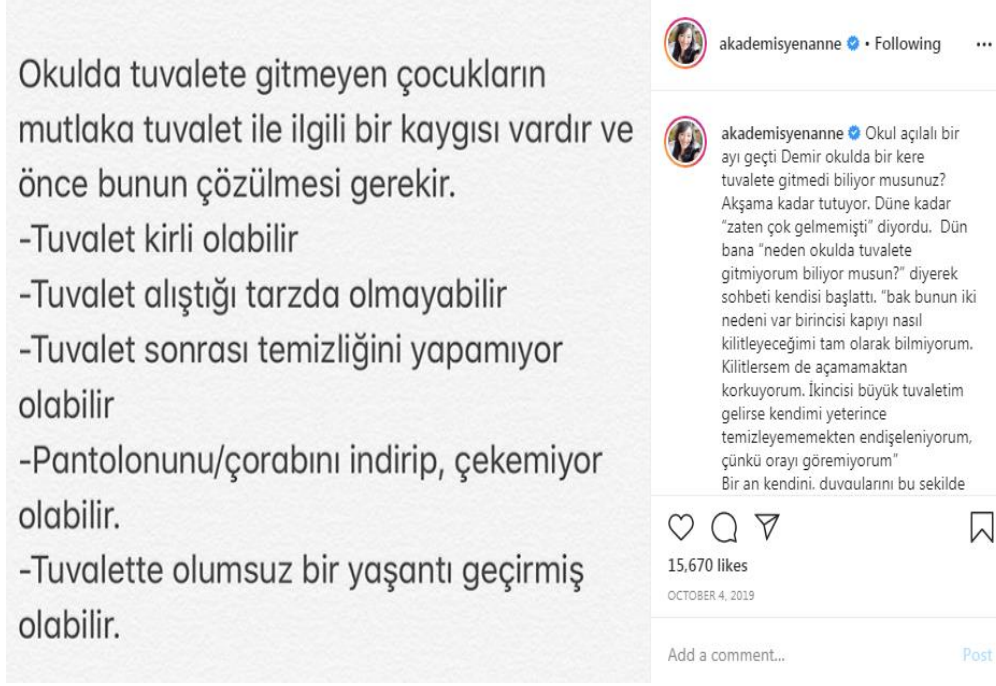 Okulda tuvalete gitmeyen çocukların
mutlaka tuvalet ile ilgili bir kaygısı vardır ve
önce bunun çözülmesi gerekir.
-Tuvalet kirli olabilir
-Tuvalet alıştığı tarzda olmayabilir
-Tuvalet sonrası temizliğini yapamıyor
olabilir
-Pantolonunu/çorabını indirip, çekemiyor
olabilir.
-Tuvalette olumsuz bir yaşantı geçirmiş
olabilir.
akademisyenanne • Following
akademisyenanne Okul açılalı bir
ayı geçti Demir okulda bir kere
tuvalete gitmedi biliyor musunuz?
Akşama kadar tutuyor. Düne kadar
“zaten çok gelmemişti” diyordu. Dün
bana “neden okulda tuvalete
gitmiyorum biliyor musun?” diyerek
sohbeti kendisi başlattı. “bak bunun iki
nedeni var birincisi kapıyı nasıl
kilitleyeceğimi tam olarak bilmiyorum.
Kilitlersem de açamamaktan
korkuyorum. İkincisi büyük tuvaletim
gelirse kendimi yeterince
temizleyememekten endişeleniyorum,
çünkü orayı göremiyorum”
Bir an kendini, duygularını bu şekilde
15,670 likes
OCTOBER 4, 2019
Add a comment...
Post